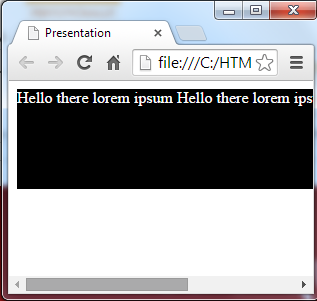 Presentation
file:///C:/HTM
Hello there lorem ipsum Hello there lorem ips